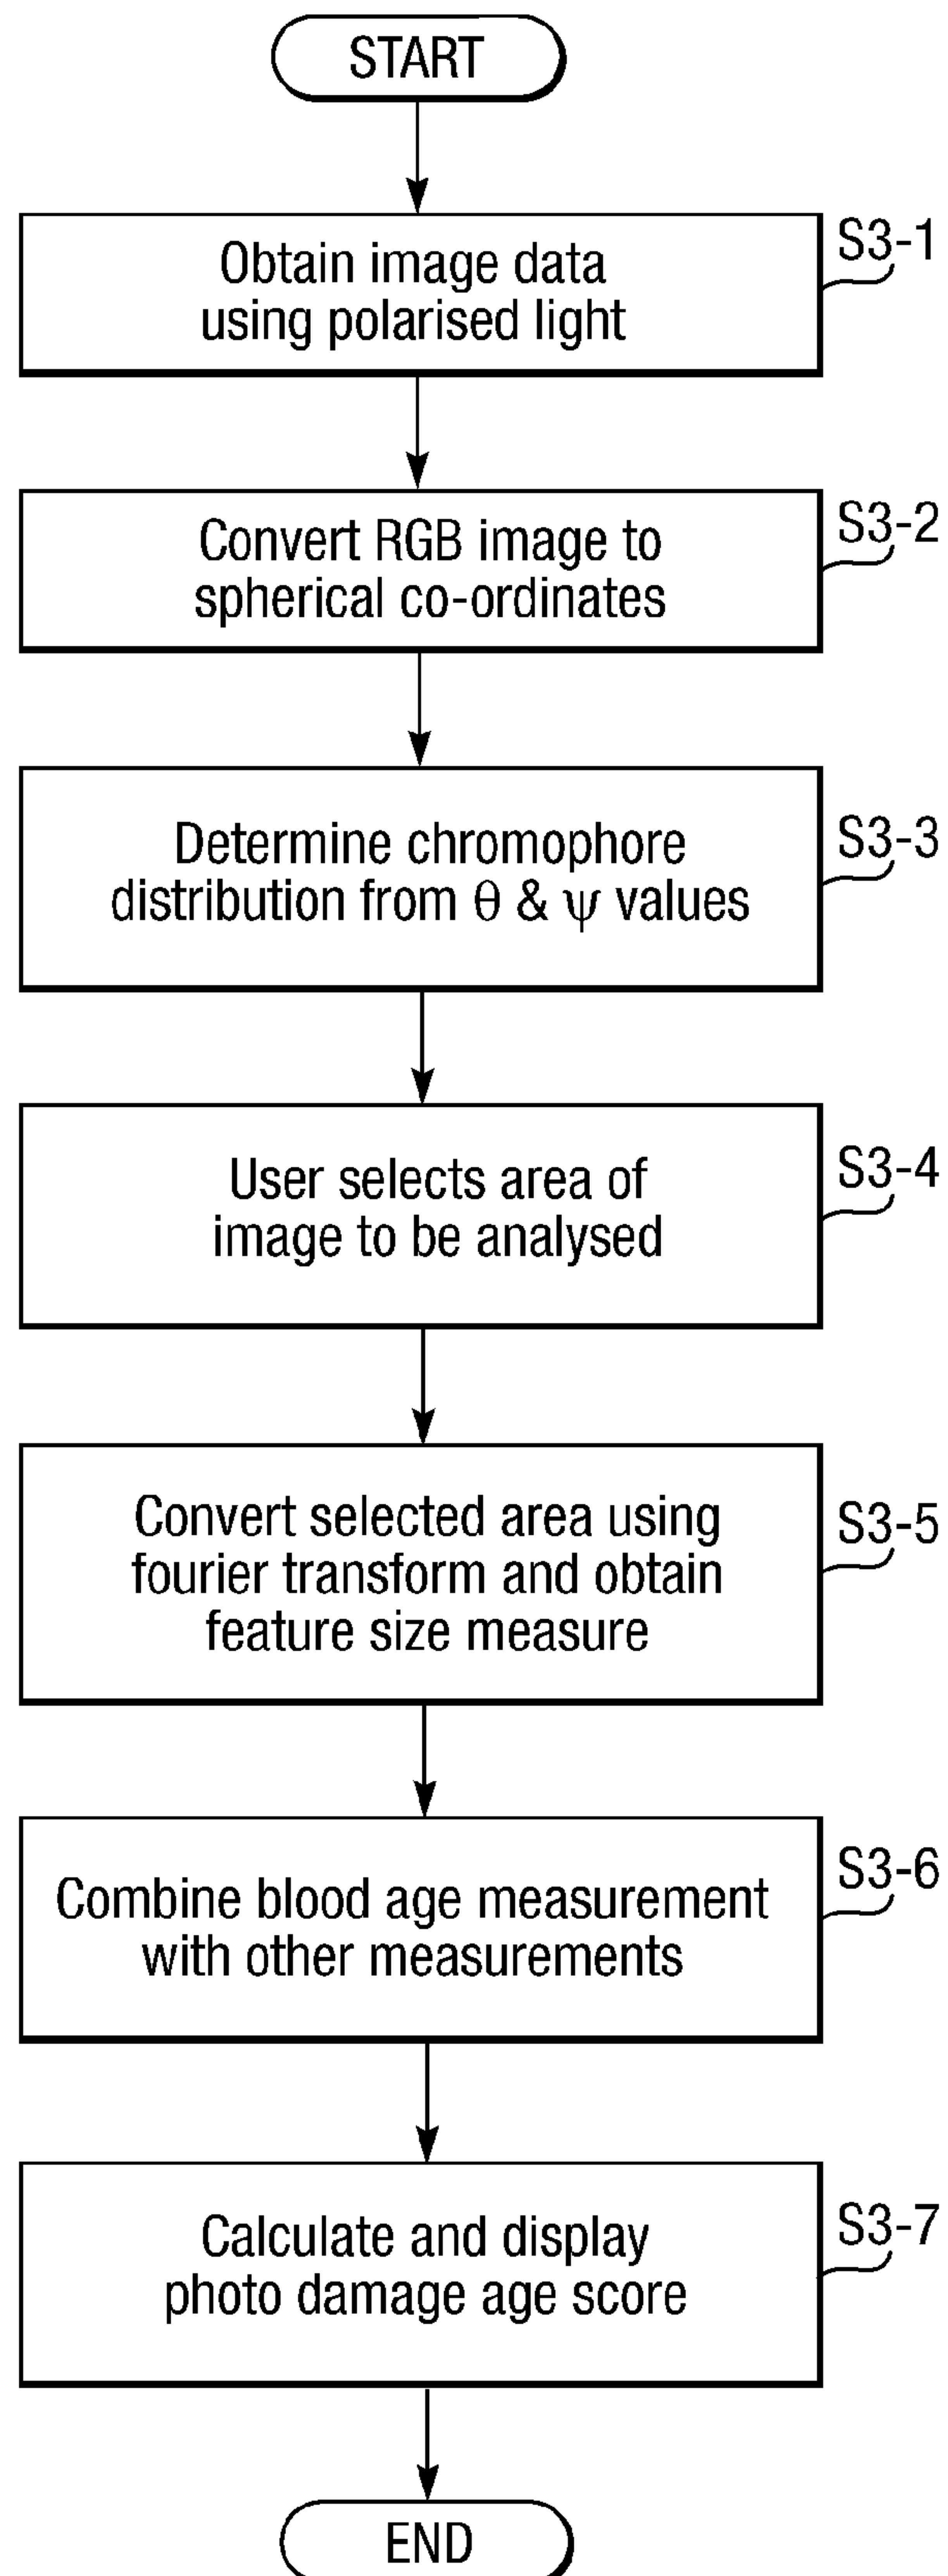 START
S3-1
Obtain image data
using polarised light
S3-2
Convert RGB image to
spherical co-ordinates
S3-3
Determine chromophore
distribution from θ & ψ values
S3-4
User selects area of
image to be analysed
S3-5
Convert selected area using
fourier transform and obtain
feature size measure
S3-6
Combine blood age measurement
with other measurements
S3-7
Calculate and display
photo damage age score
END